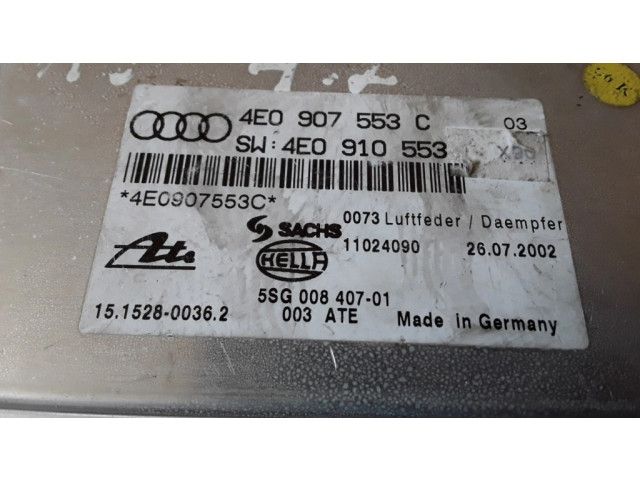 4E0 907 553 C 03
SW:4E0 910 553
*4E0907553C*
0073 Luftfeder / Daempfer
SACHS
11024090 26.07.2002
Ate
HELLA
5SG 008 407-01
15.1528-0036.2 003 ATE Made in Germany